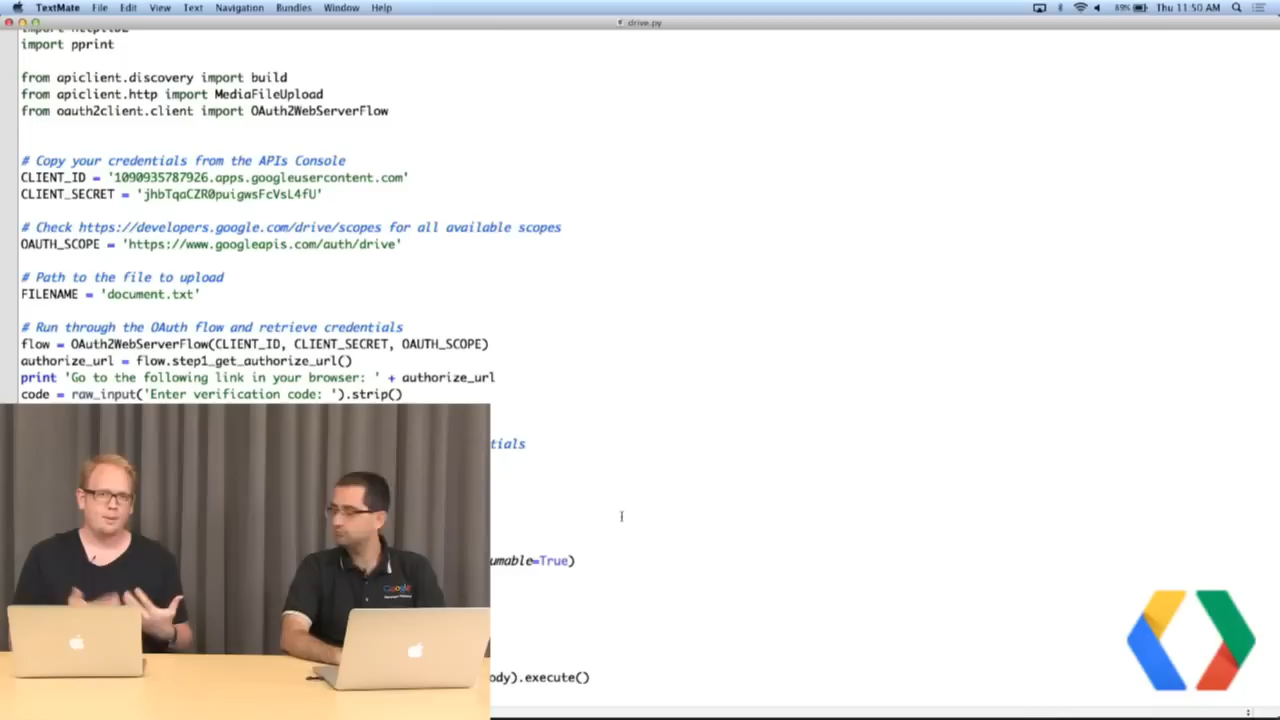 TextMate File Edit View Text Navigation Bundles Window Help
89% Thu 11:50 AM
drive.py
import httplib2
import pprint
from apiclient.discovery import build
from apiclient.http import MediaFileUpload
from oauth2client.client import OAuth2WebServerFlow
# Copy your credentials from the APIs Console
CLIENT_ID = '1090935787926.apps.googleusercontent.com'
CLIENT_SECRET = 'jhbTqaCZR0puigwsFcVsL4fU'
# Check https://developers.google.com/drive/scopes for all available scopes
OAUTH_SCOPE = 'https://www.googleapis.com/auth/drive'
# Path to the file to upload
FILENAME = 'document.txt'
# Run through the OAuth flow and retrieve credentials
flow = OAuth2WebServerFlow(CLIENT_ID, CLIENT_SECRET, OAUTH_SCOPE)
authorize_url = flow.step1_get_authorize_url()
print 'Go to the following link in your browser: ' + authorize_url
code = raw_input('Enter verification code: ').strip()
tials
umable=True)
ody).execute()
Google